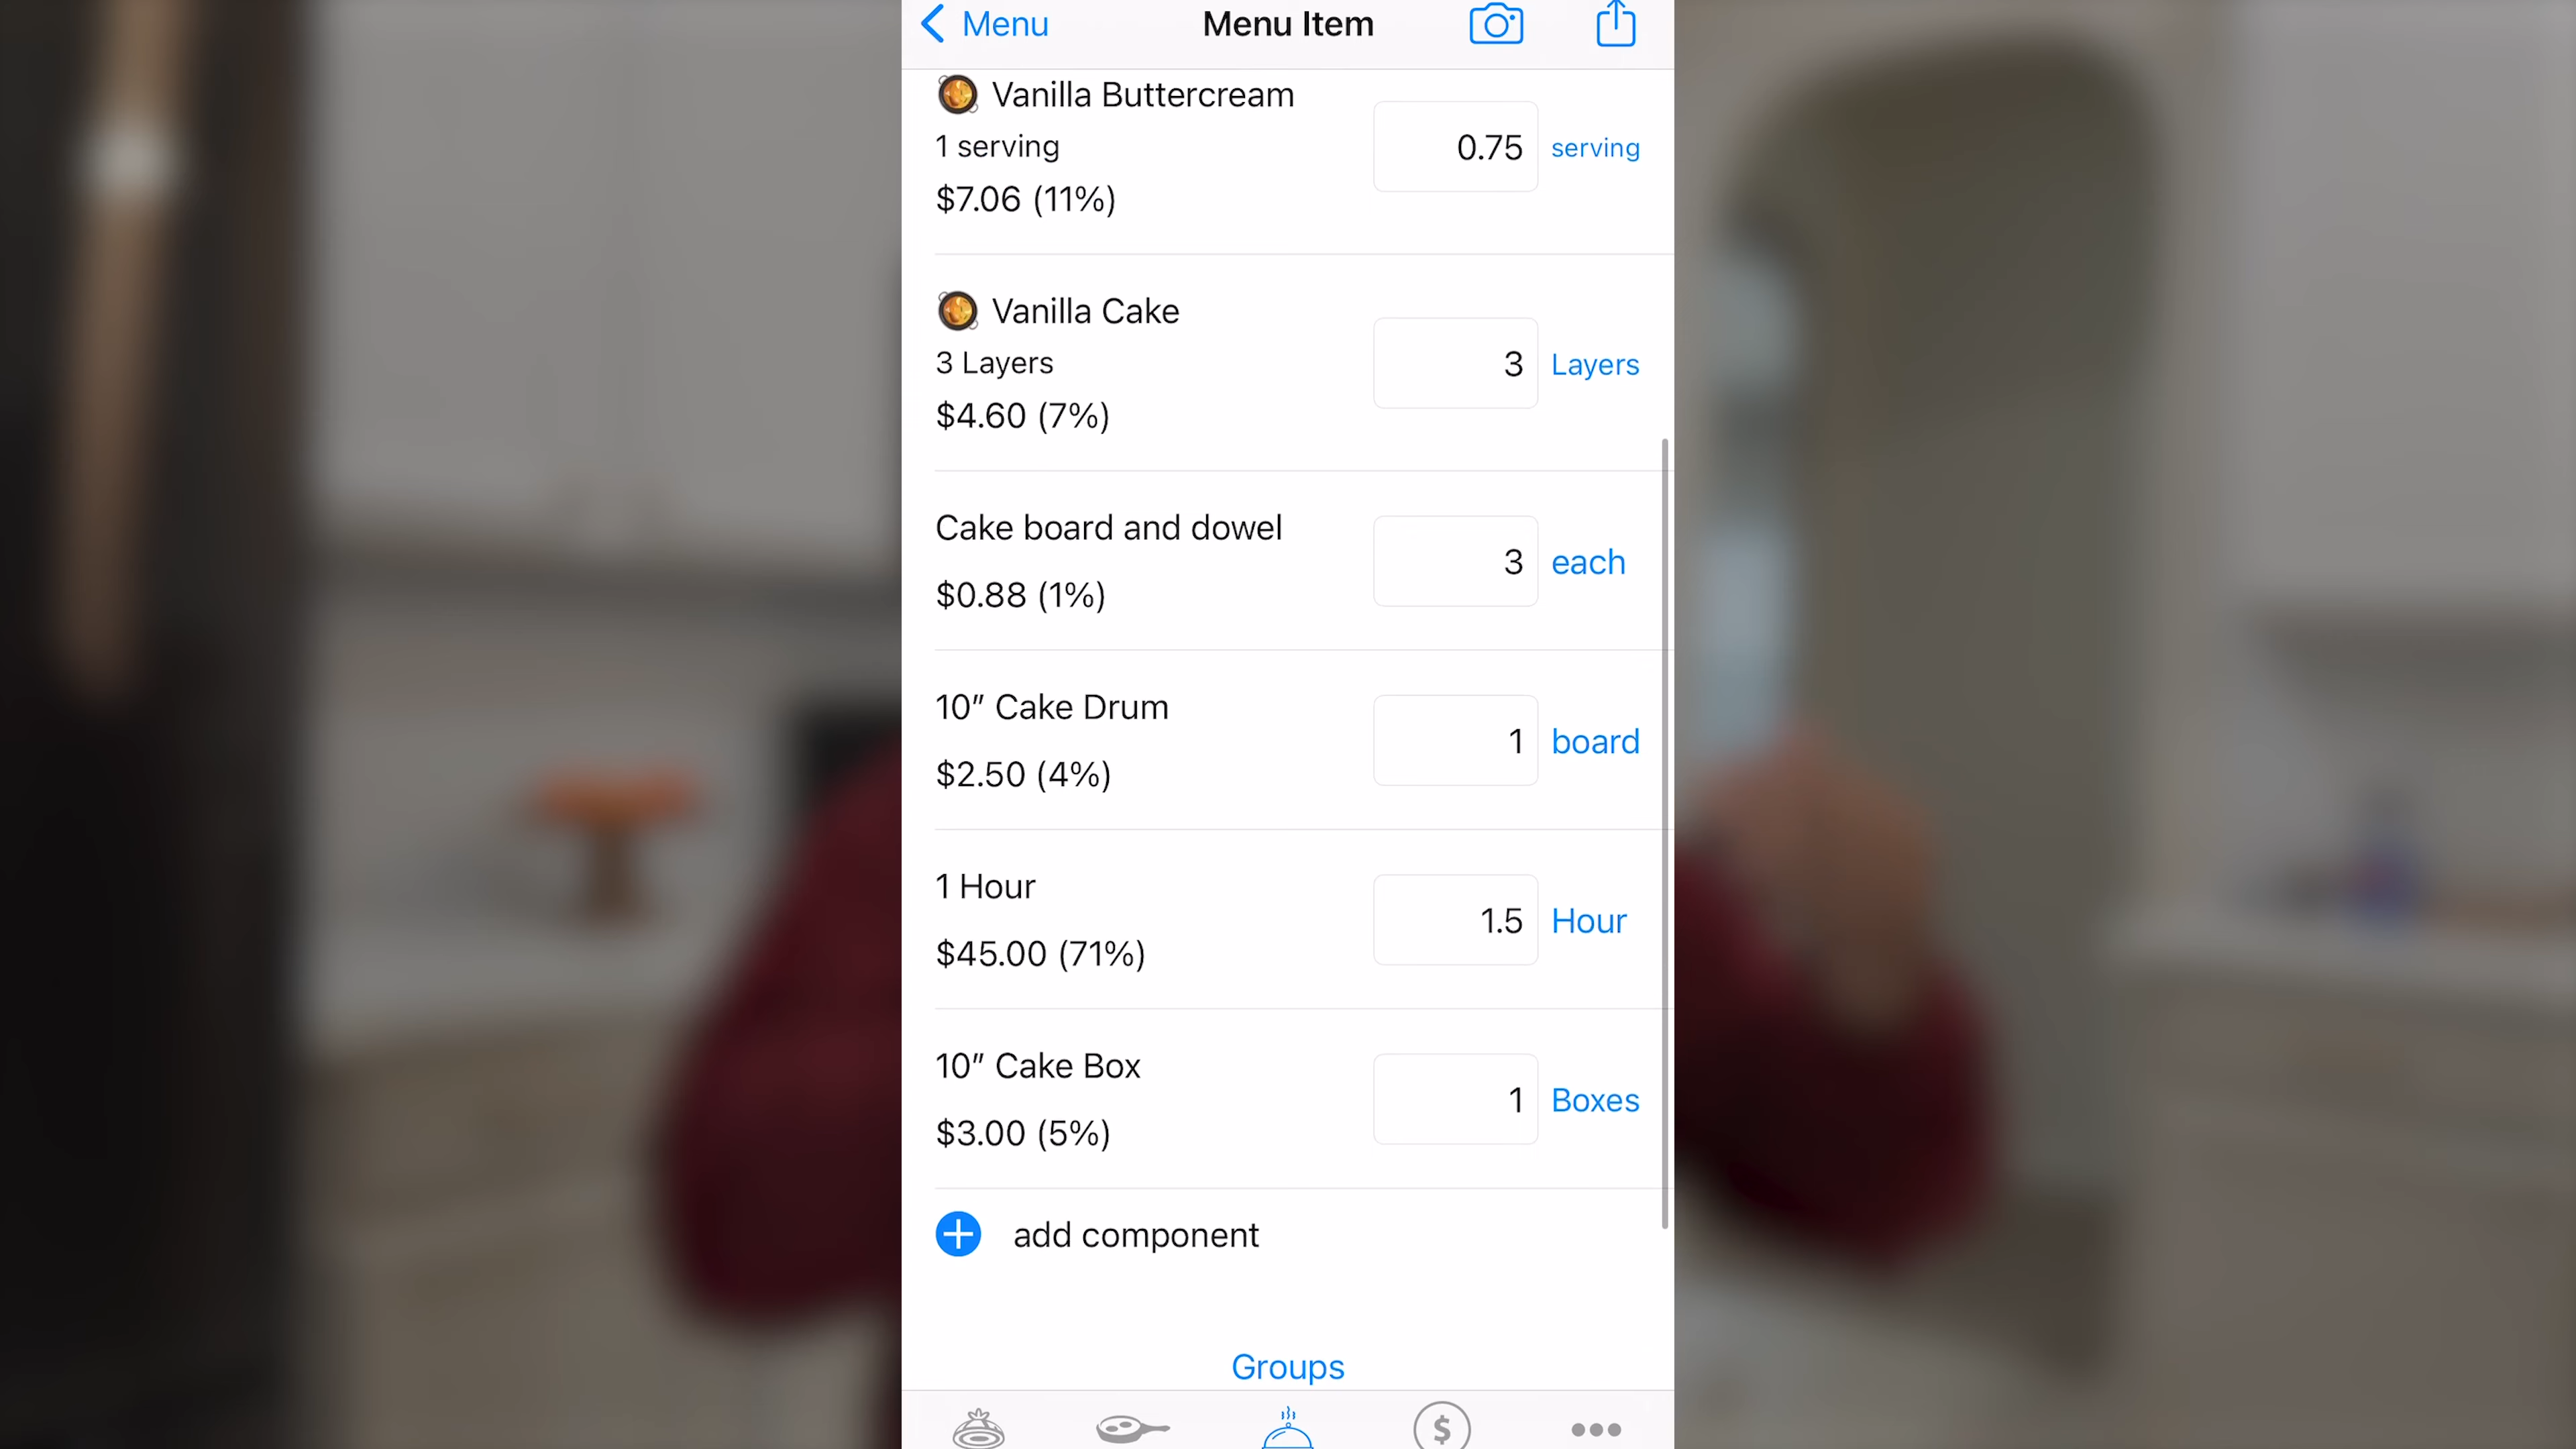 Menu
Menu Item
Vanilla Buttercream
1 serving
$7.06 (11%)
0.75 serving
Vanilla Cake
3 Layers
$4.60 (7%)
3 Layers
Cake board and dowel
$0.88 (1%)
3 each
10” Cake Drum
$2.50 (4%)
1 board
1 Hour
$45.00 (71%)
1.5 Hour
10” Cake Box
$3.00 (5%)
1 Boxes
add component
Groups
$